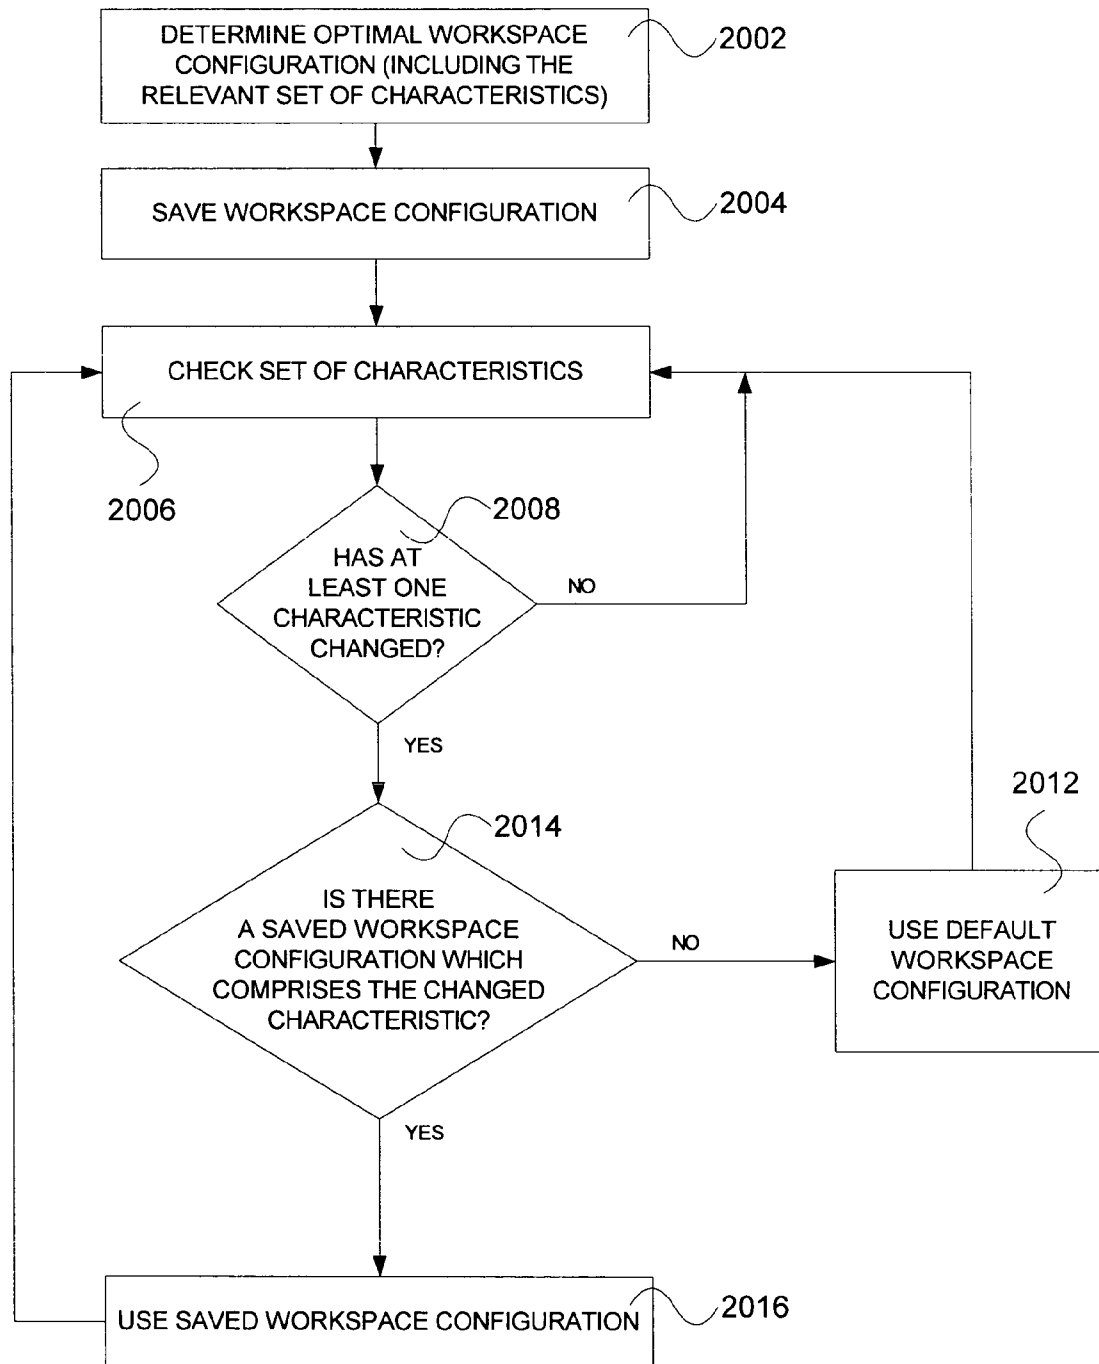 DETERMINE OPTIMAL WORKSPACE
CONFIGURATION (INCLUDING THE
RELEVANT SET OF CHARACTERISTICS)
2002
SAVE WORKSPACE CONFIGURATION
2004
CHECK SET OF CHARACTERISTICS
2006
2008
HAS AT
LEAST ONE
CHARACTERISTIC
CHANGED?
NO
YES
2014
IS THERE
A SAVED WORKSPACE
CONFIGURATION WHICH
COMPRISES THE CHANGED
CHARACTERISTIC?
NO
2012
USE DEFAULT
WORKSPACE
CONFIGURATION
YES
USE SAVED WORKSPACE CONFIGURATION
2016